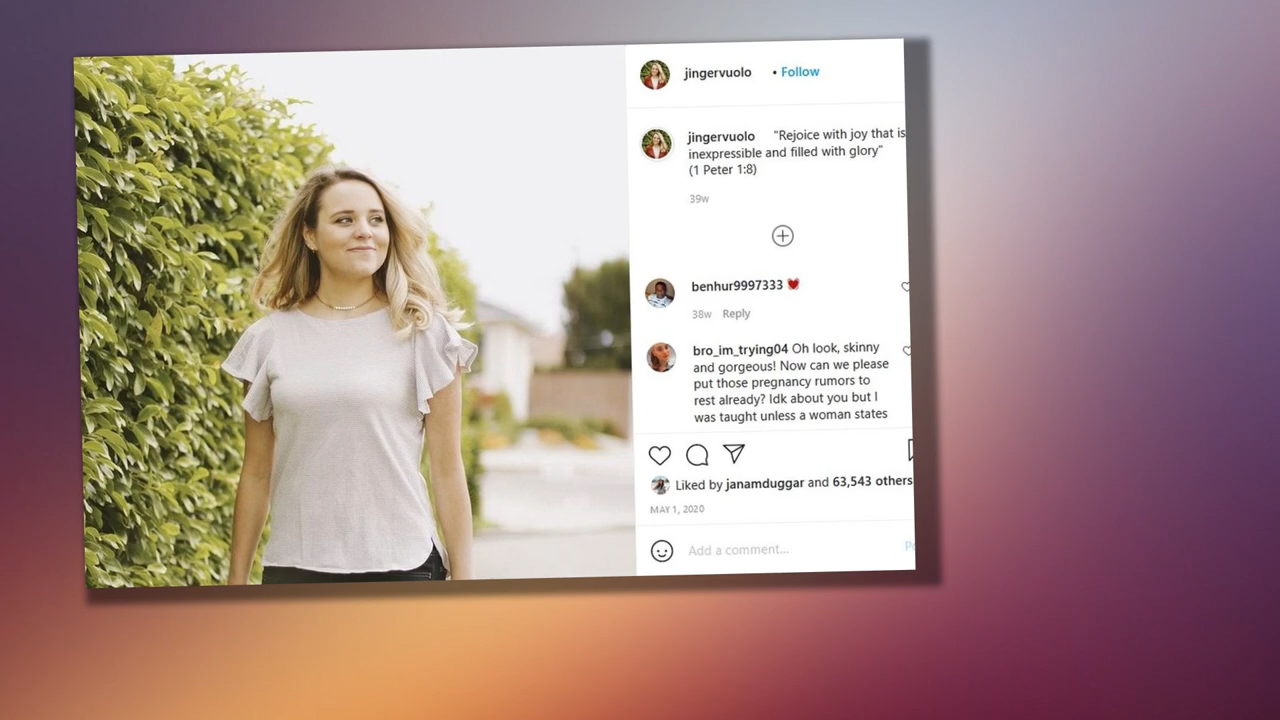 jingervuolo • Follow
jingervuolo "Rejoice with joy that is
inexpressible and filled with glory"
(1 Peter 1:8)
39w
benhur9997333
38w Reply
bro_im_trying04 Oh look, skinny
and gorgeous! Now can we please
put those pregnancy rumors to
rest already? Idk about you but I
was taught unless a woman states
Liked by janamduggar and 63,543 others
MAY 1, 2020
Add a comment...